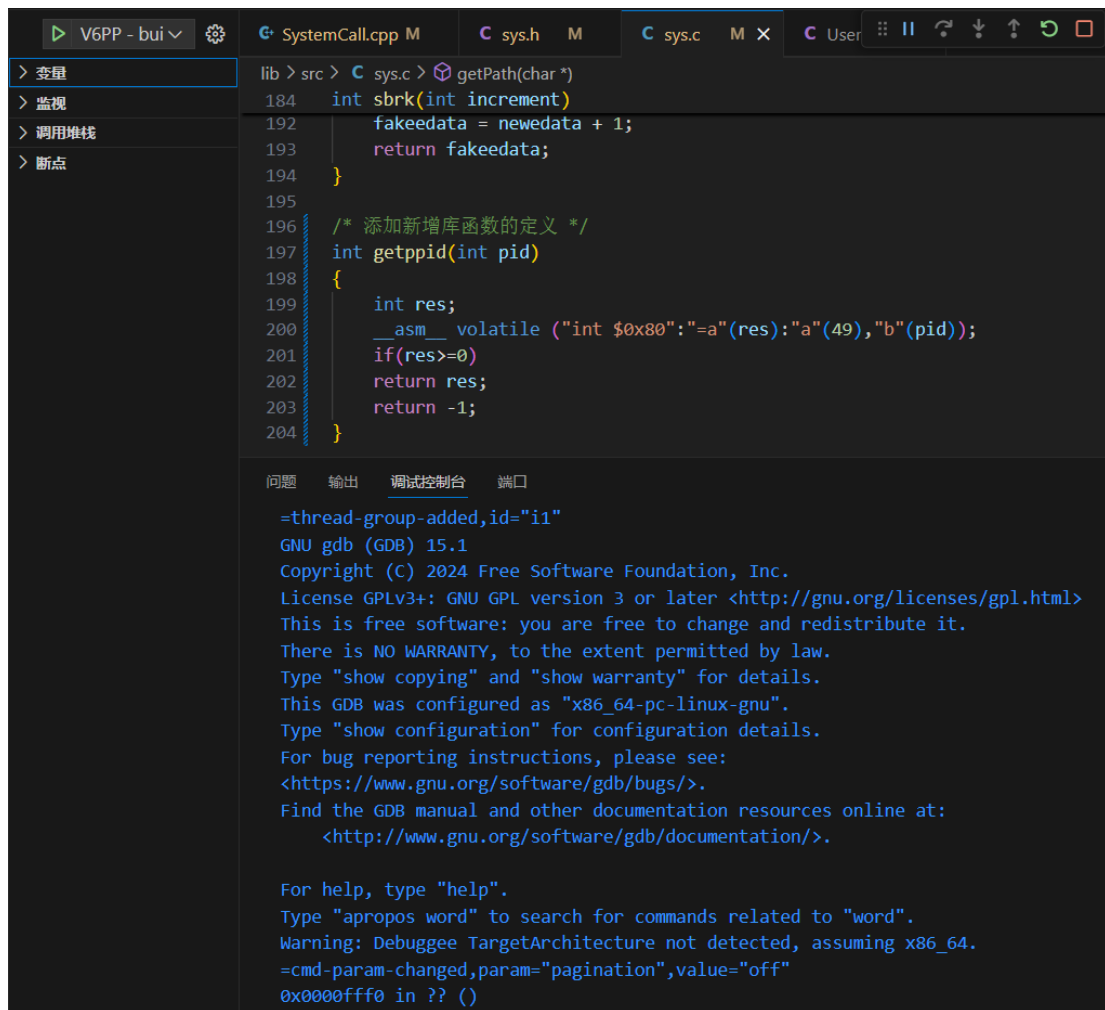 V6PP - bui
SystemCall.cpp M
C sys.h M
C sys.c M
C User
变量
监视
调用堆栈
断点
lib > src > C sys.c > getPath(char *)
184 int sbrk(int increment)
192 fakeedata = newedata + 1;
193 return fakeedata;
194 }
195
196 /* 添加新增库函数的定义 */
197 int getppid(int pid)
198 {
199 int res;
200 __asm__ volatile ("int $0x80":"=a"(res):"a"(49),"b"(pid));
201 if(res>=0)
202 return res;
203 return -1;
204 }
问题 输出 调试控制台 端口
=thread-group-added,id="i1"
GNU gdb (GDB) 15.1
Copyright (C) 2024 Free Software Foundation, Inc.
License GPLv3+: GNU GPL version 3 or later <http://gnu.org/licenses/gpl.html>
This is free software: you are free to change and redistribute it.
There is NO WARRANTY, to the extent permitted by law.
Type "show copying" and "show warranty" for details.
This GDB was configured as "x86_64-pc-linux-gnu".
Type "show configuration" for configuration details.
For bug reporting instructions, please see:
<https://www.gnu.org/software/gdb/bugs/>.
Find the GDB manual and other documentation resources online at:
<http://www.gnu.org/software/gdb/documentation/>.
For help, type "help".
Type "apropos word" to search for commands related to "word".
Warning: Debuggee TargetArchitecture not detected, assuming x86_64.
=cmd-param-changed,param="pagination",value="off"
0x0000fff0 in ?? ()